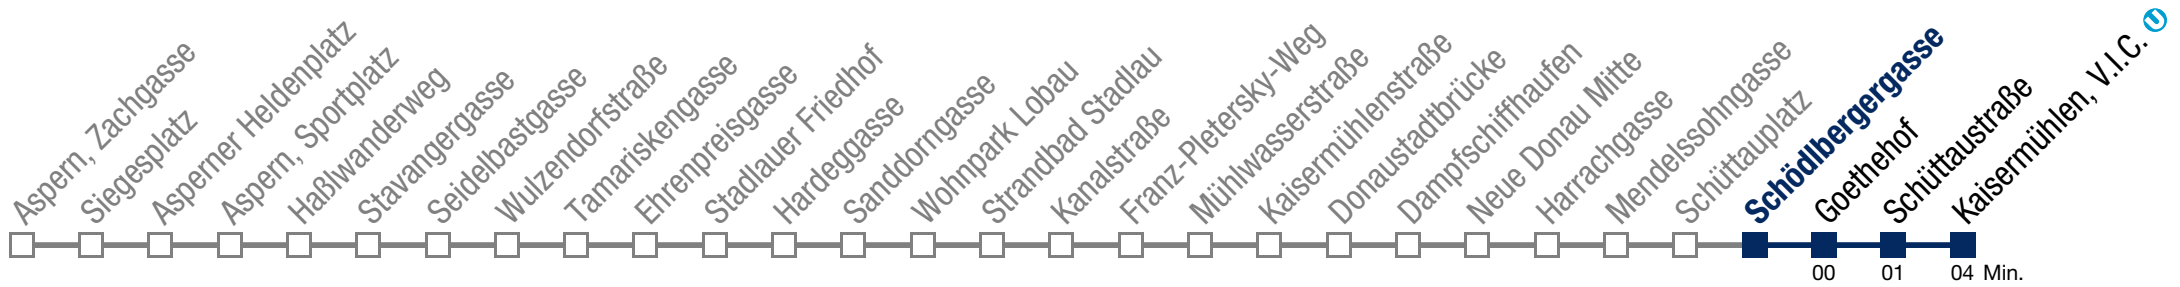 Aspern, Zachgasse
Siegesplatz
Asperner Heldenplatz
Aspern, Sportplatz
Haßlwanderweg
Stavangergasse
Seidelbastgasse
Wulzendorfstraße
Tamariskengasse
Ehrenpreisgasse
Stadlauer Friedhof
Hardeggasse
Sanddorngasse
Wohnpark Lobau
Strandbad Stadlau
Kanalstraße
Franz-Pletersky-Weg
Mühlwasserstraße
Kaisermühlenstraße
Donaustadtbrücke
Dampfschiffhaufen
Neue Donau Mitte
Harrachgasse
Mendelssohngasse
Schüttauplatz
Schödlbergergasse
Goethehof
Schüttaustraße
Kaisermühlen, V.I.C. U
00 01 04 Min.